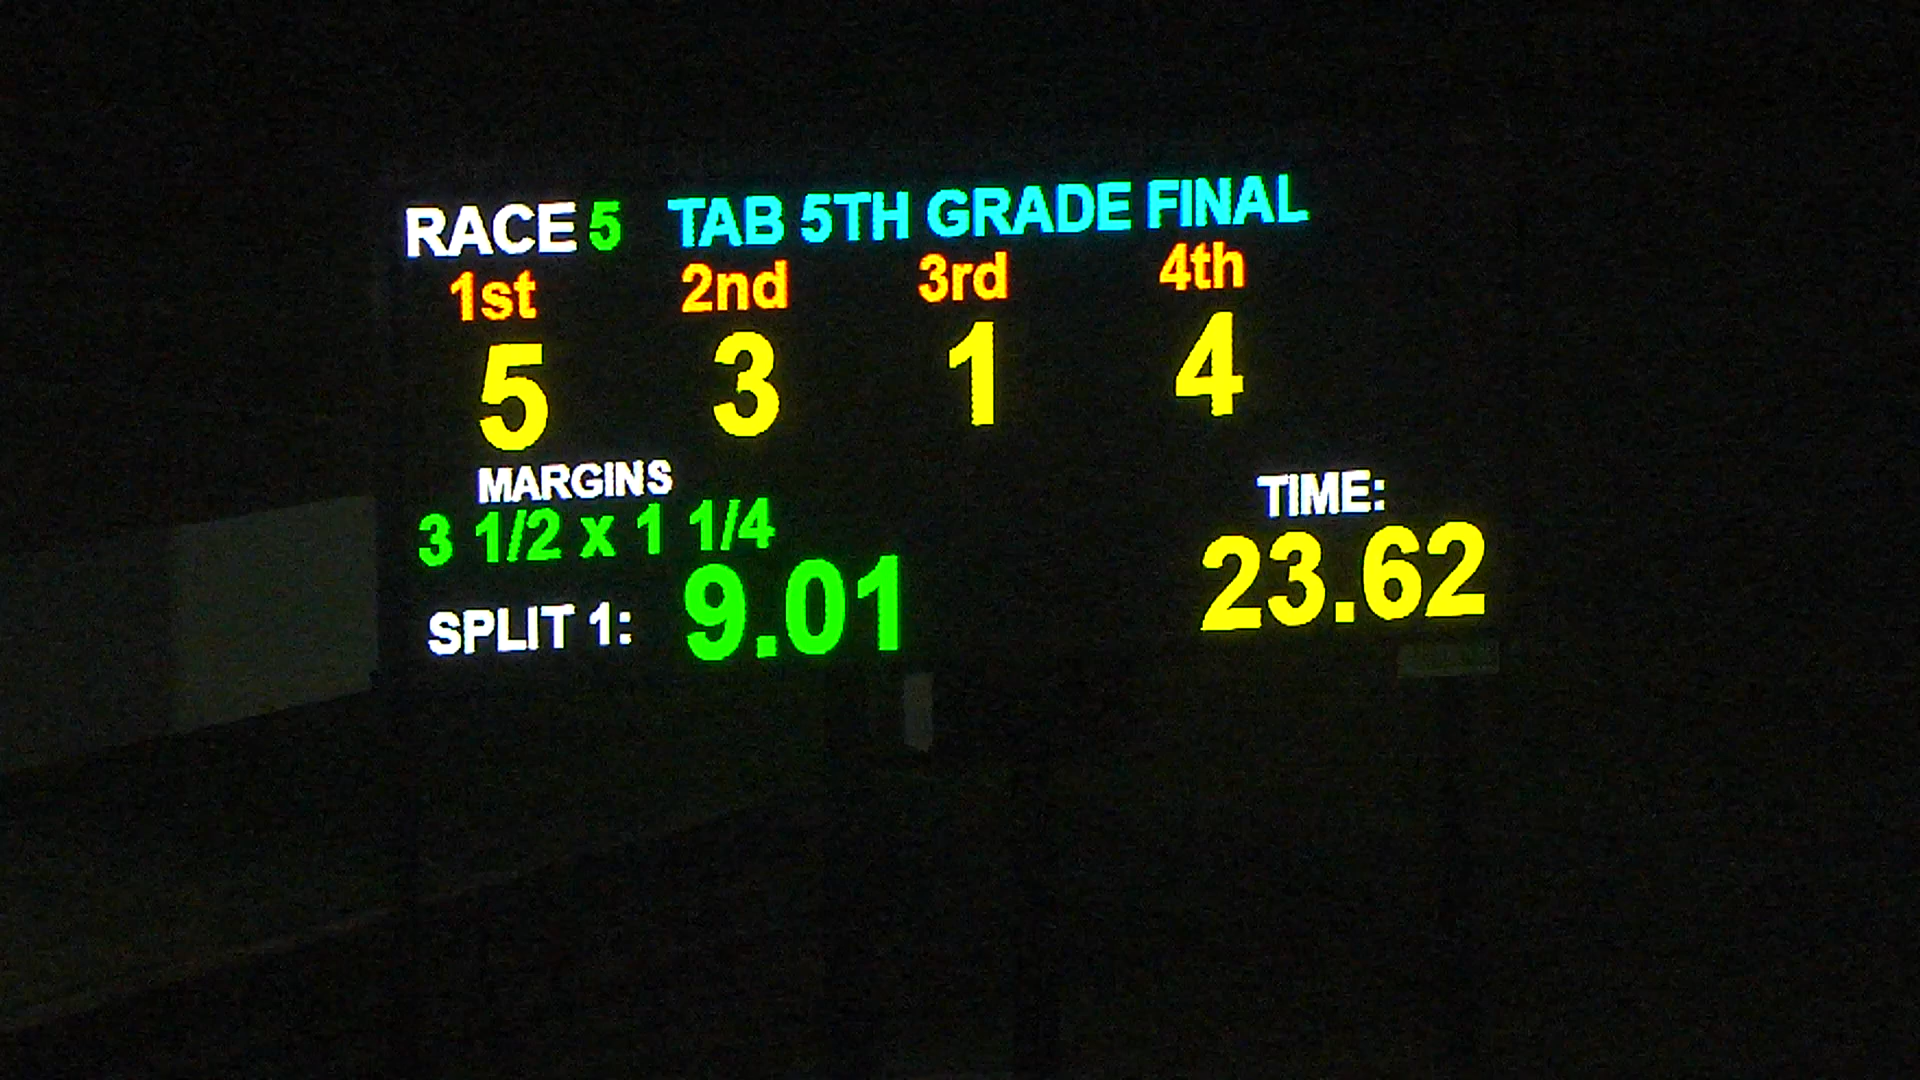 RACE 5 TAB 5TH GRADE FINAL
1st 2nd 3rd 4th
5 3 1 4
MARGINS
3 1/2 x 1 1/4
TIME:
SPLIT 1: 9.01
23.62